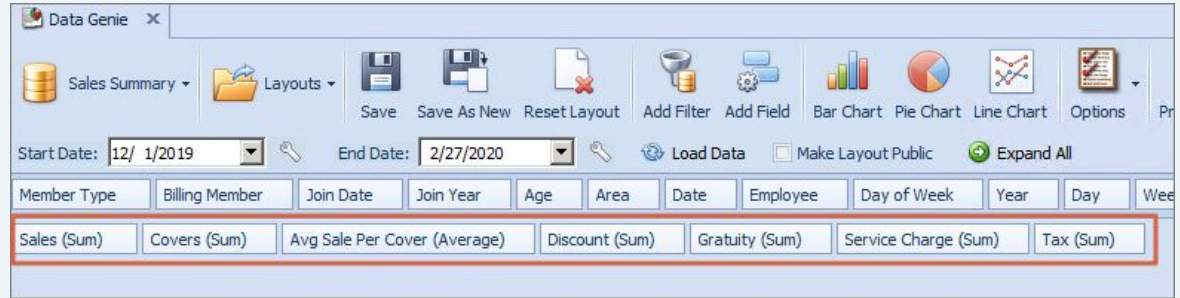 Data Genie X
Sales Summary Layouts Save Save As New Reset Layout Add Filter Add Field Bar Chart Pie Chart Line Chart Options
Start Date: 12/ 1/2019 End Date: 2/27/2020 Load Data Make Layout Public Expand All
Member Type Billing Member Join Date Join Year Age Area Date Employee Day of Week Year Day
Sales (Sum) Covers (Sum) Avg Sale Per Cover (Average) Discount (Sum) Gratuity (Sum) Service Charge (Sum) Tax (Sum)